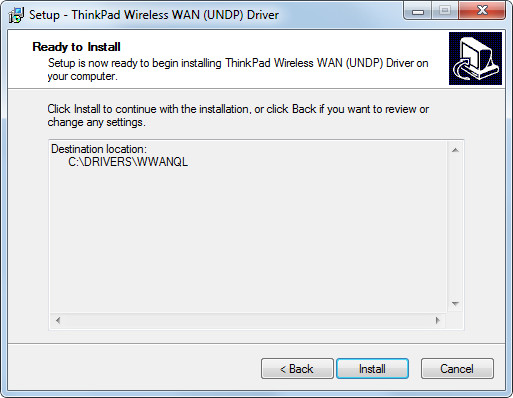 Setup - ThinkPad Wireless WAN (UNDP) Driver
Ready to Install
Setup is now ready to begin installing ThinkPad Wireless WAN (UNDP) Driver on
your computer.
Click Install to continue with the installation, or click Back if you want to review or
change any settings.
Destination location:
C:\DRIVERS\WWANQL
< Back
Install
Cancel